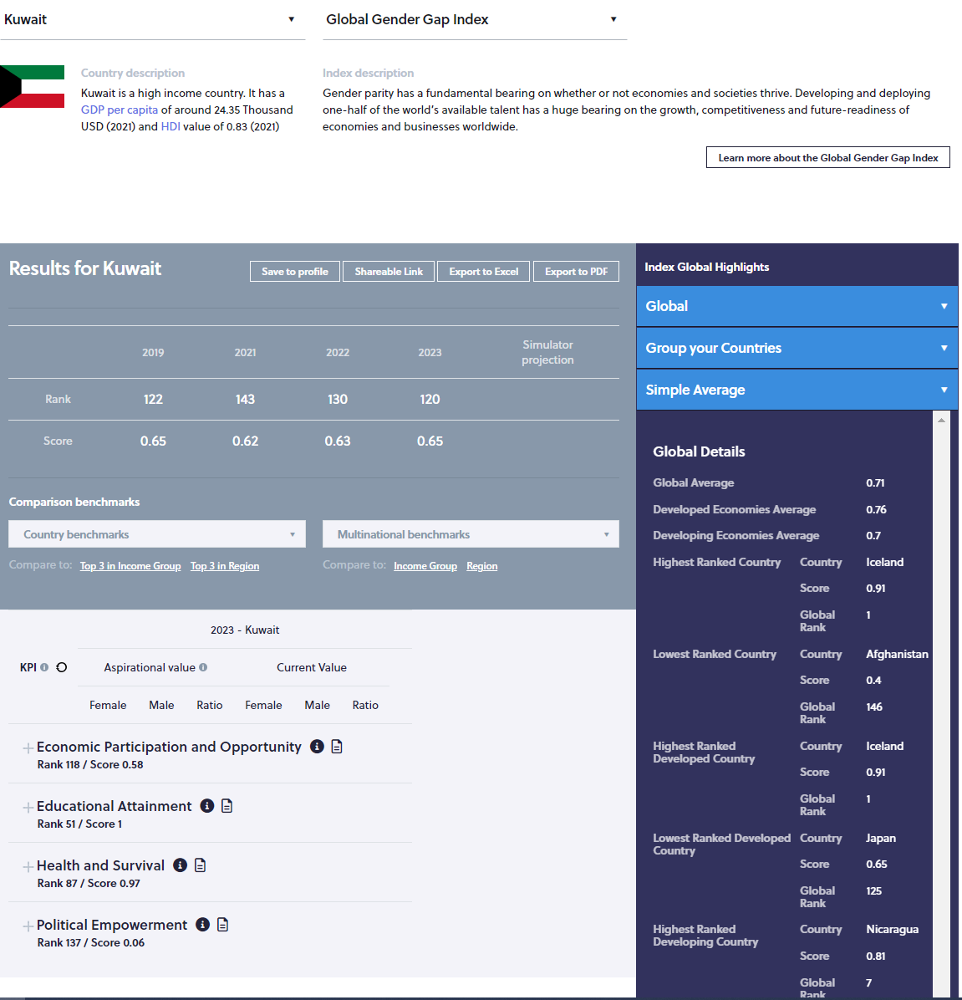 Kuwait
Global Gender Gap Index
Country description
Kuwait is a high income country. It has a
GDP per capita of around 24.35 Thousand
USD (2021) and HDI value of 0.83 (2021)
Index description
Gender parity has a fundamental bearing on whether or not economies and societies thrive. Developing and deploying
one-half of the world's available talent has a huge bearing on the growth, competitiveness and future-readiness of
economies and businesses worldwide.
Learn more about the Global Gender Gap Index
Results for Kuwait
Save to profile Shareable Link Export to Excel Export to PDF
2019 2021 2022 2023 Simulator
projection
Rank 122 143 130 120
Score 0.65 0.62 0.63 0.65
Comparison benchmarks
Country benchmarks
Multinational benchmarks
Compare to: Top 3 in Income Group Top 3 in Region
Compare to: Income Group Region
2023 - Kuwait
KPI Aspirational value Current Value
Female Male Ratio Female Male Ratio
Economic Participation and Opportunity
Rank 118 / Score 0.58
Educational Attainment
Rank 51 / Score 1
Health and Survival
Rank 87 / Score 0.97
Political Empowerment
Rank 137 / Score 0.06
Index Global Highlights
Global
Group your Countries
Simple Average
Global Details
Global Average 0.71
Developed Economies Average 0.76
Developing Economies Average 0.7
Highest Ranked Country Country Iceland
Score 0.91
Global
Rank 1
Lowest Ranked Country Country Afghanistan
Score 0.4
Global
Rank 146
Highest Ranked
Developed Country Country Iceland
Score 0.91
Global
Rank 1
Lowest Ranked Developed
Country Country Japan
Score 0.65
Global
Rank 125
Highest Ranked
Developing Country Country Nicaragua
Score 0.81
Global
Rank 7